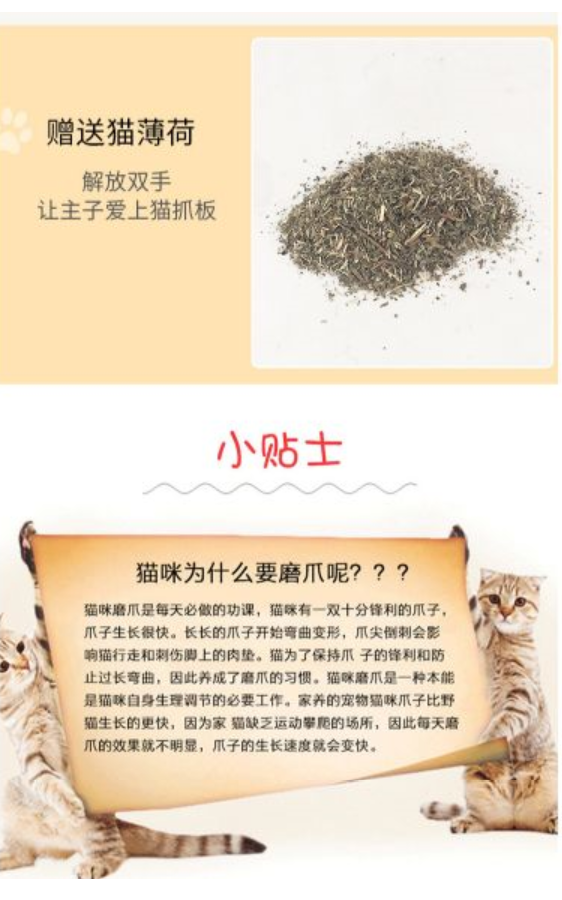 赠送猫薄荷
解放双手
让主子爱上猫抓板
小贴士
猫咪为什么要磨爪呢？？？
猫咪磨爪是每天必做的功课，猫咪有一双十分锋利的爪子，
爪子生长很快。长长的爪子开始弯曲变形，爪尖倒刺会影
响猫行走和刺伤脚上的肉垫。猫为了保持爪 子的锋利和防
止过长弯曲，因此养成了磨爪的习惯。猫咪磨爪是一种本能
是猫咪自身生理调节的必要工作。家养的宠物猫咪爪子比野
猫生长的更快，因为家 猫缺乏运动攀爬的场所，因此每天磨
爪的效果就不明显，爪子的生长速度就会变快。